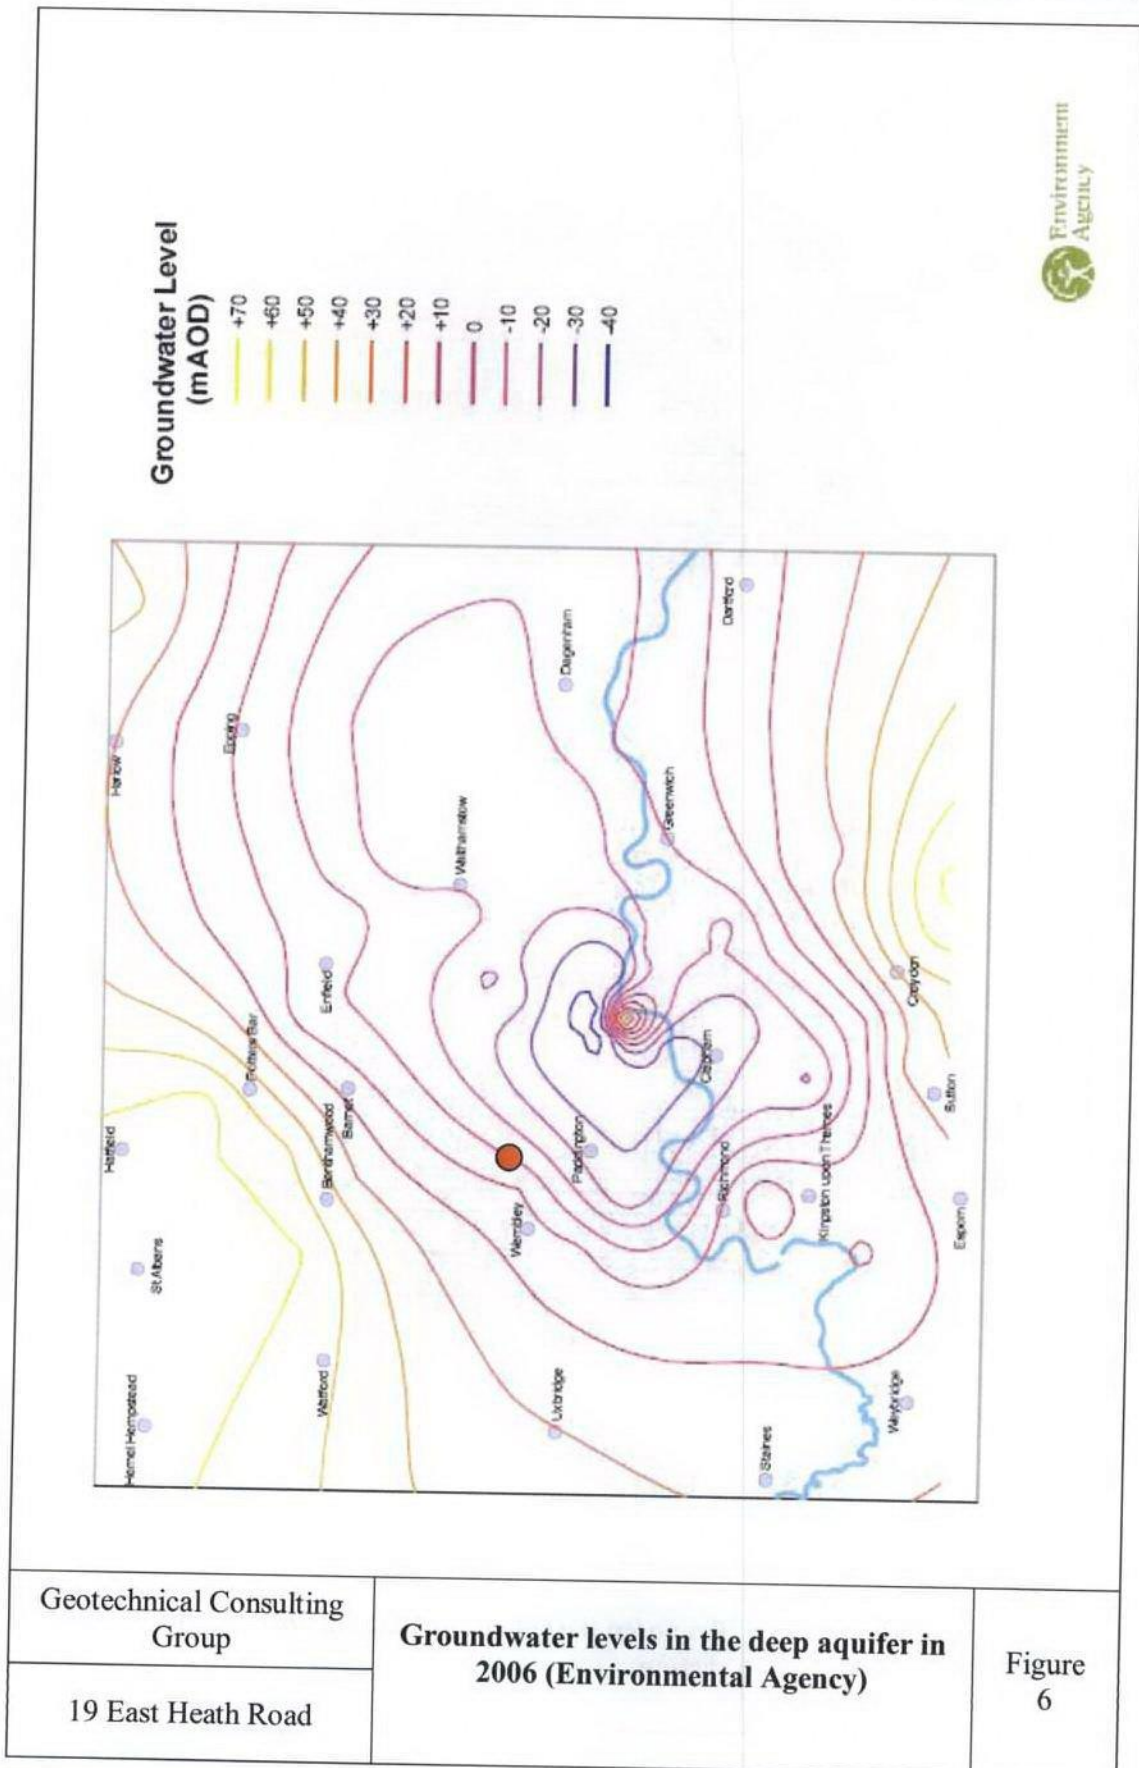 Groundwater Level
(mAOD)
+70
+60
+50
+40
+30
+20
+10
0
-10
-20
-30
-40
Environment
Agency
Hemel Hempstead
St.Albans
Hatfield
Harlow
Potters Bar
Epping
Watford
Borehamwood
Barnet
Enfield
Walthamstow
Wembley
Uxbridge
Paddington
Dagenham
Greenwich
Dartford
Clapham
Richmond
Staines
Kingston upon Thames
Weybridge
Croydon
Sutton
Epsom
Geotechnical Consulting
Group
19 East Heath Road
Groundwater levels in the deep aquifer in
2006 (Environmental Agency)
Figure
6